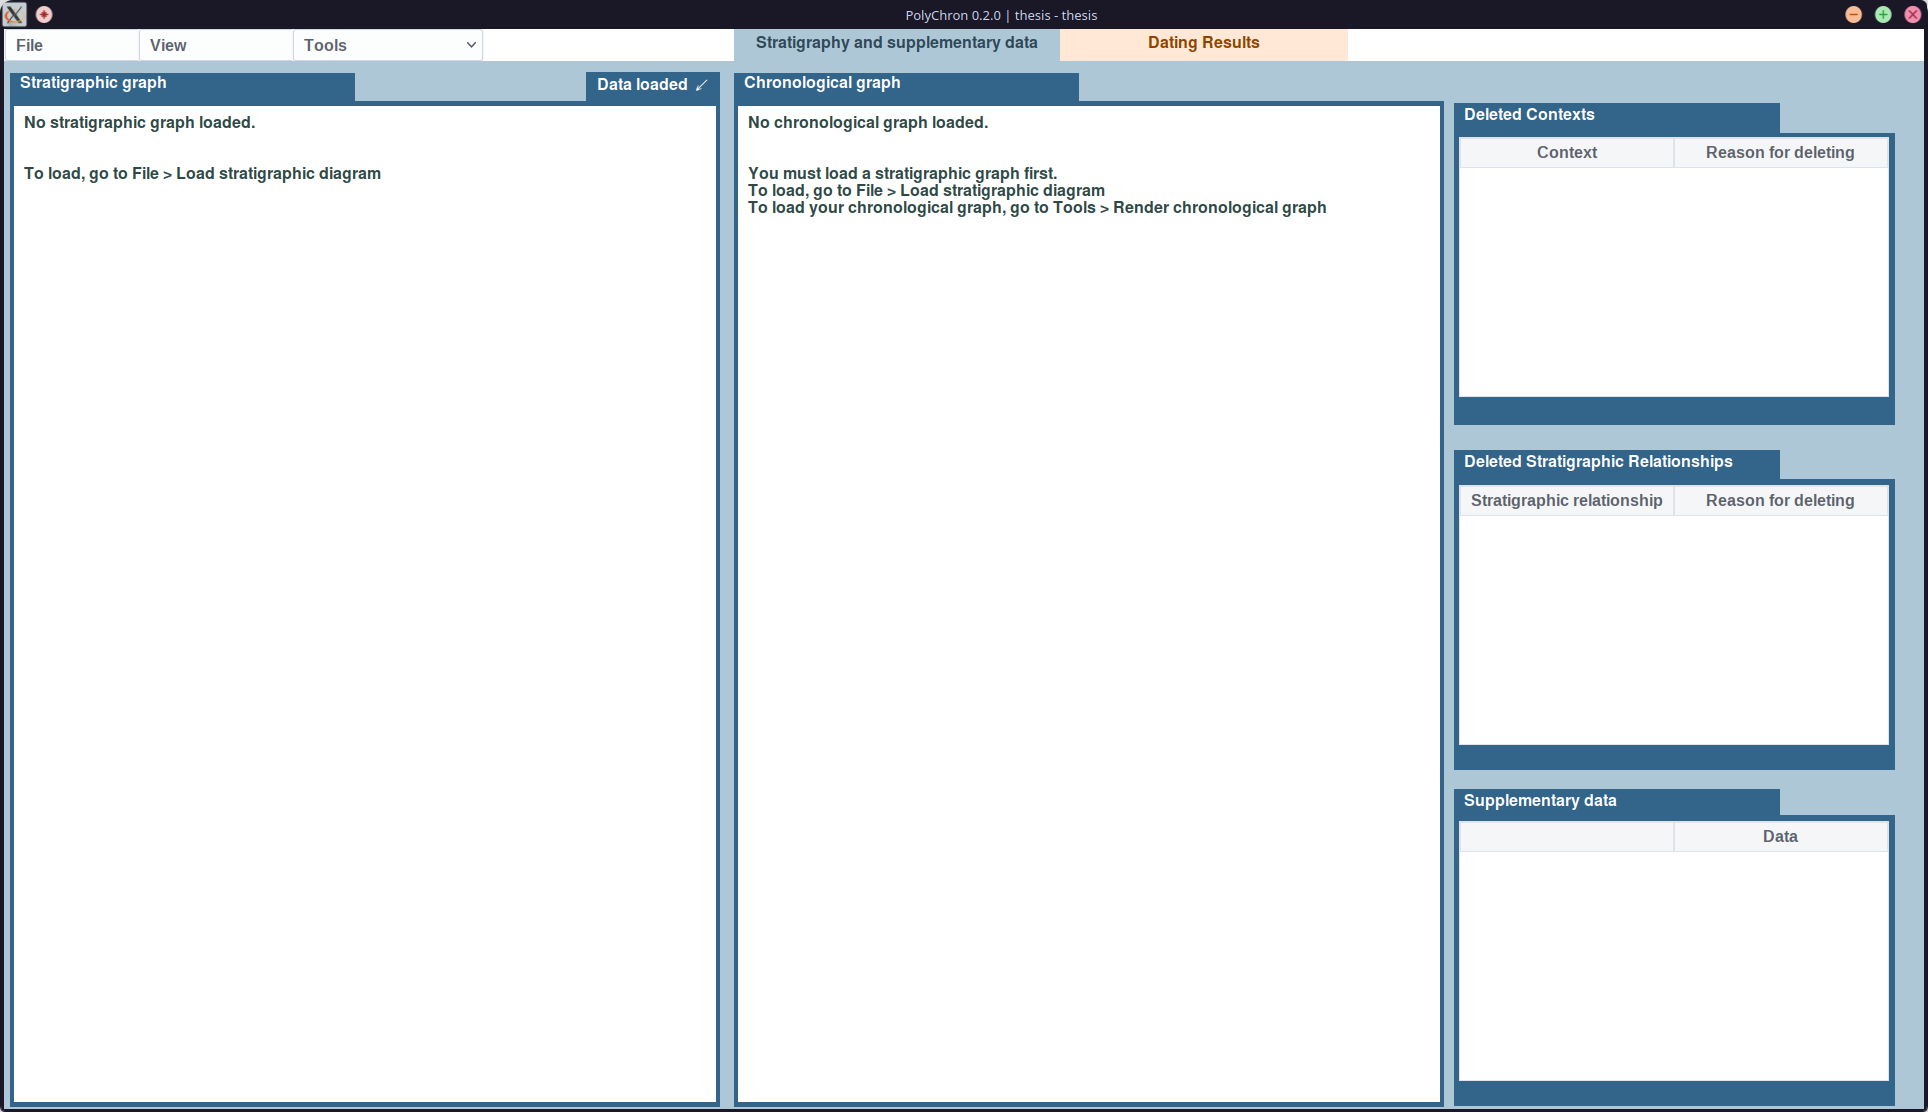 PolyChron 0.2.0 | thesis - thesis
File
View
Tools
Stratigraphy and supplementary data
Dating Results
Stratigraphic graph
Data loaded ↙
No stratigraphic graph loaded.
To load, go to File > Load stratigraphic diagram
Chronological graph
No chronological graph loaded.
You must load a stratigraphic graph first.
To load, go to File > Load stratigraphic diagram
To load your chronological graph, go to Tools > Render chronological graph
Deleted Contexts
Context
Reason for deleting
Deleted Stratigraphic Relationships
Stratigraphic relationship
Reason for deleting
Supplementary data
Data